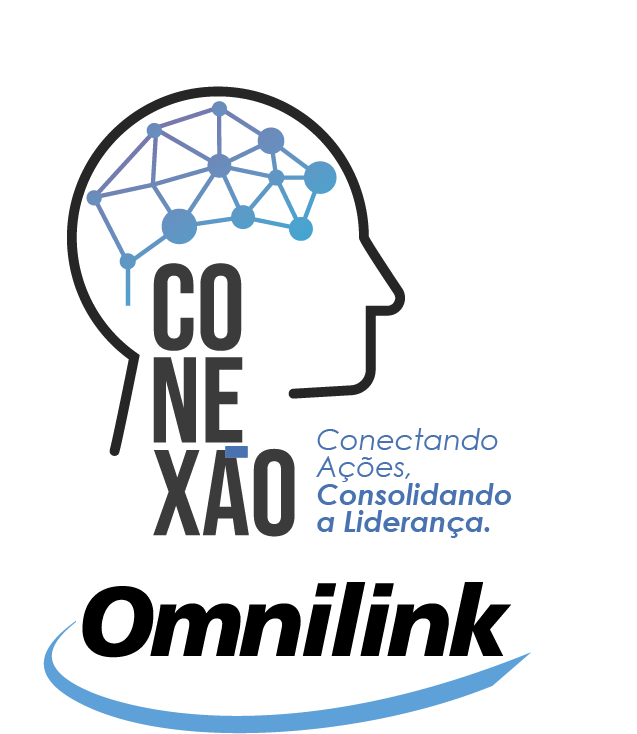 CO
NE
XÃO
Conectando
Ações,
Consolidando
a Liderança.
Omnilink